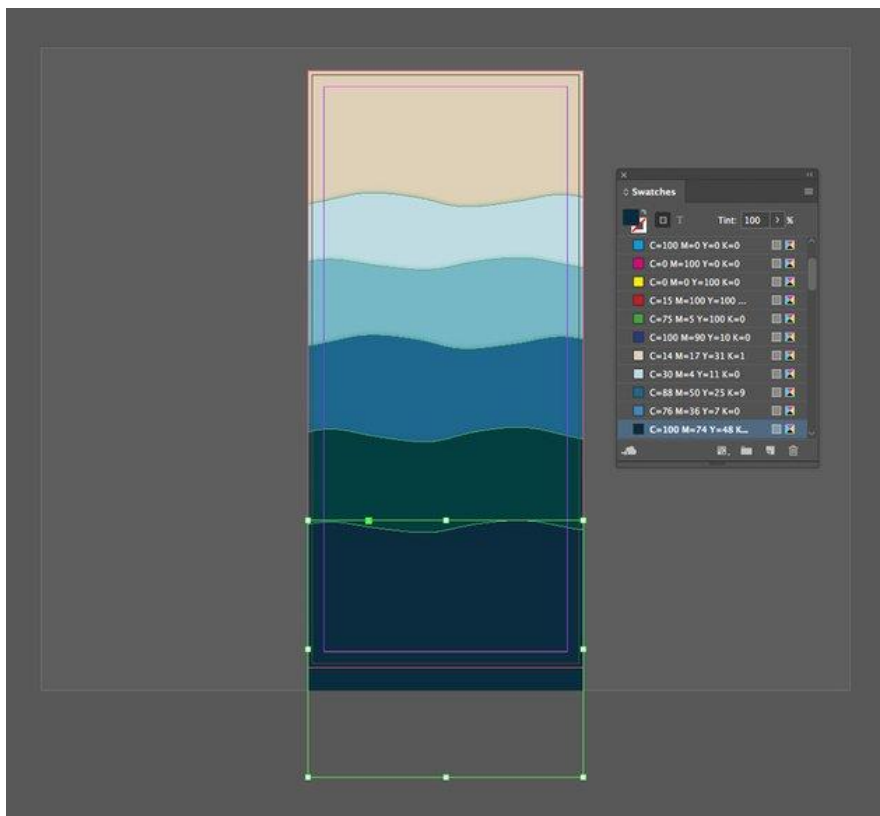 Swatches
T Tint: 100 > %
C=100 M=0 Y=0 K=0
C=0 M=100 Y=0 K=0
C=0 M=0 Y=100 K=0
C=15 M=100 Y=100 ...
C=75 M=5 Y=100 K=0
C=100 M=90 Y=10 K=0
C=14 M=17 Y=31 K=1
C=30 M=4 Y=11 K=0
C=88 M=50 Y=25 K=9
C=76 M=36 Y=7 K=0
C=100 M=74 Y=48 K...